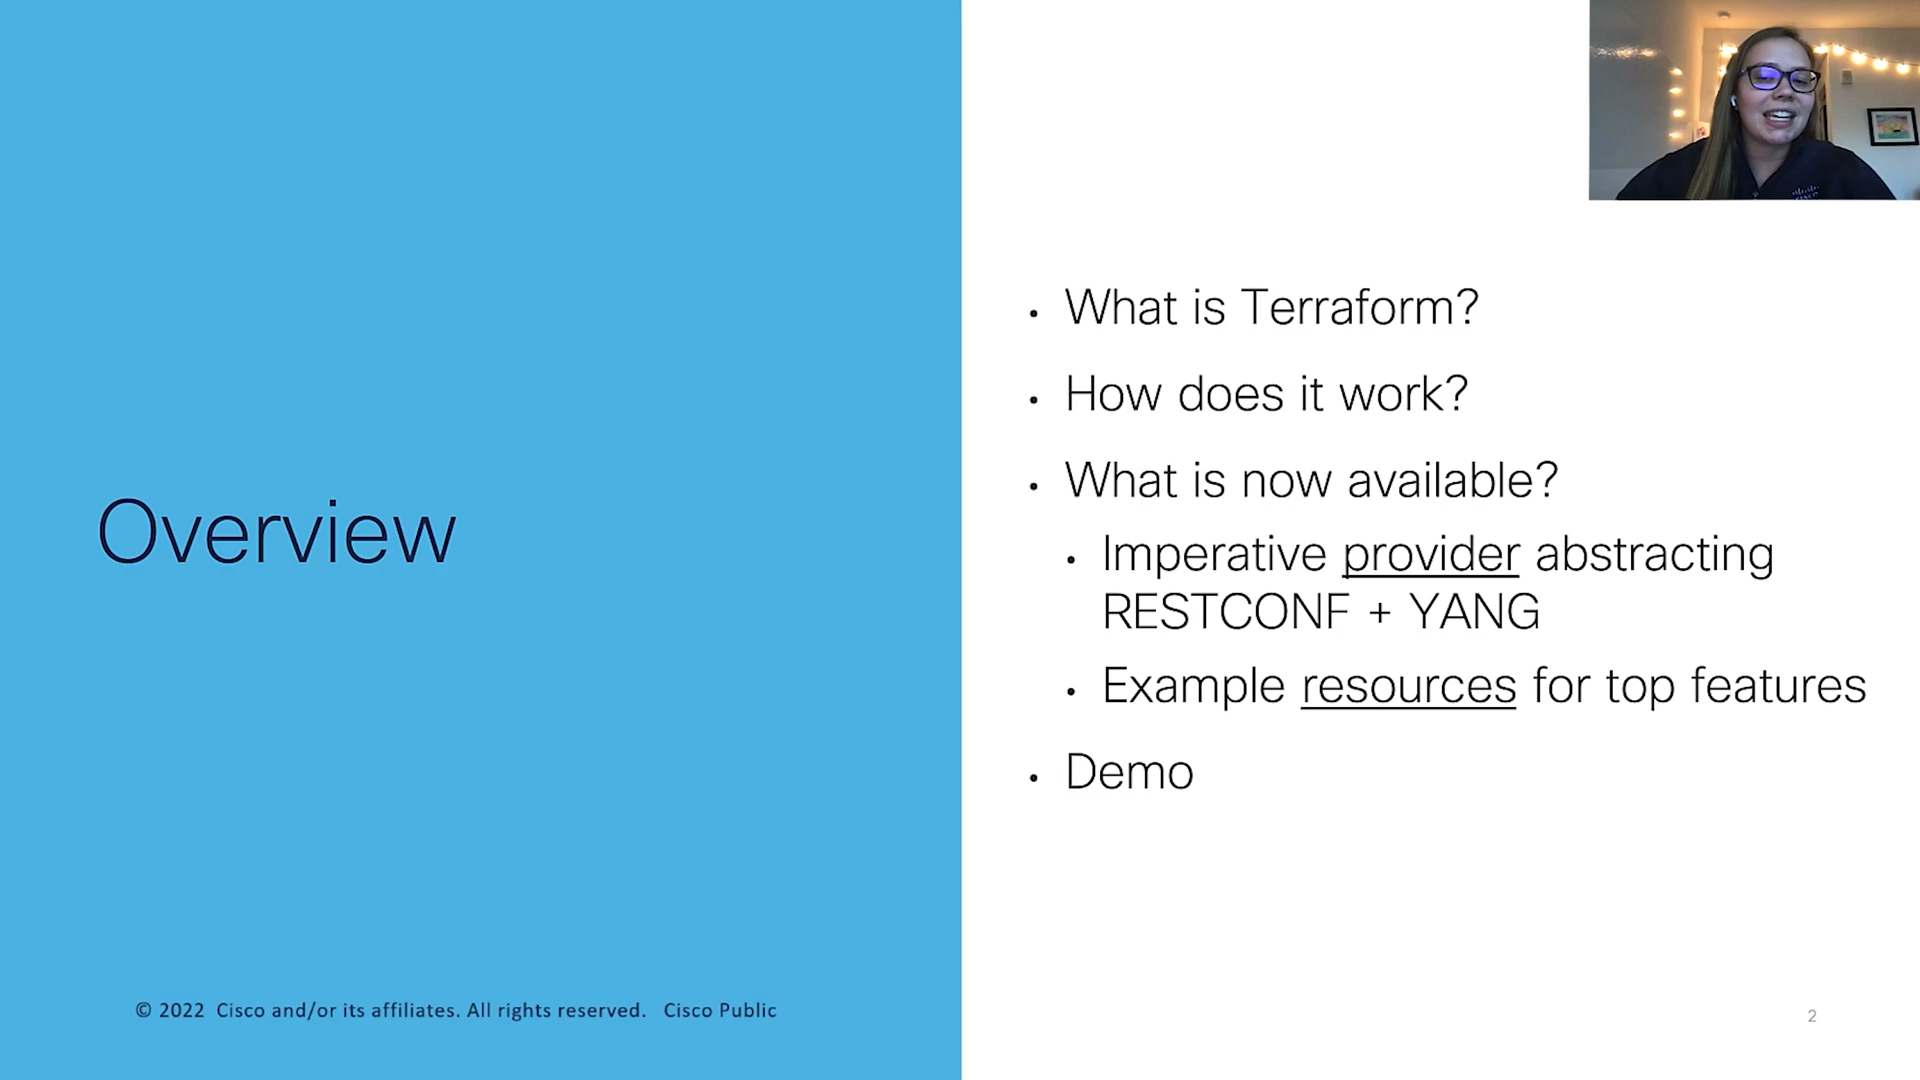 Overview
• What is Terraform?
• How does it work?
• What is now available?
• Imperative provider abstracting
RESTCONF + YANG
• Example resources for top features
• Demo
© 2022 Cisco and/or its affiliates. All rights reserved. Cisco Public
2
cisco